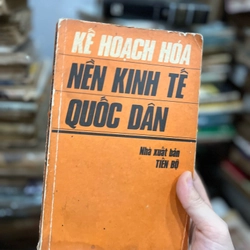 KẾ HOẠCH HÓA
NỀN KINH TẾ
QUỐC DÂN
Nhà xuất bản
TIẾN BỘ